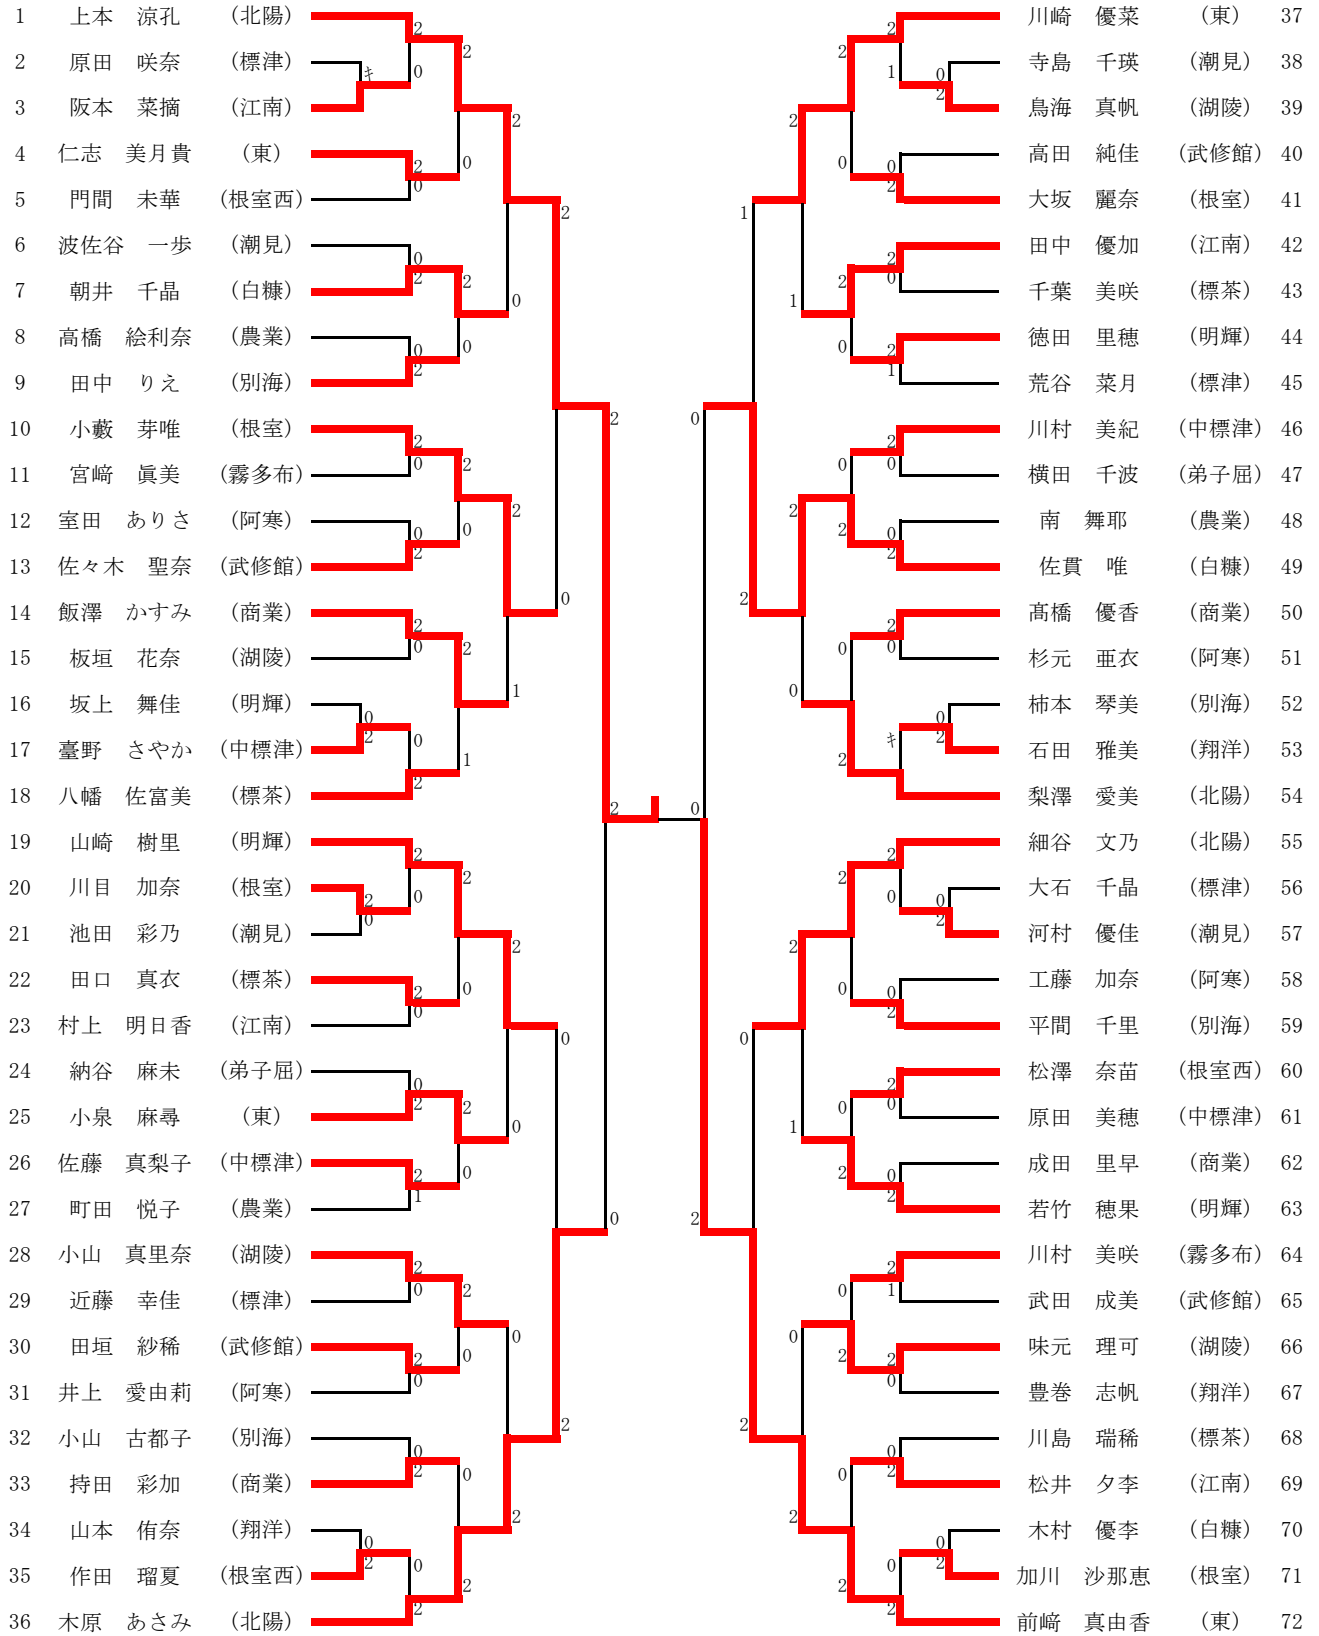 1 上本 涼孔 (北陽)
2 原田 咲奈 (標津)
3 阪本 菜摘 (江南)
4 仁志 美月貴 (東)
5 門間 未華 (根室西)
6 波佐谷 一歩 (潮見)
7 朝井 千晶 (白糠)
8 高橋 絵利奈 (農業)
9 田中 りえ (別海)
10 小藪 芽唯 (根室)
11 宮﨑 眞美 (霧多布)
12 室田 ありさ (阿寒)
13 佐々木 聖奈 (武修館)
14 飯澤 かすみ (商業)
15 板垣 花奈 (湖陵)
16 坂上 舞佳 (明輝)
17 臺野 さやか (中標津)
18 八幡 佐富美 (標茶)
19 山崎 樹里 (明輝)
20 川目 加奈 (根室)
21 池田 彩乃 (潮見)
22 田口 真衣 (標茶)
23 村上 明日香 (江南)
24 納谷 麻未 (弟子屈)
25 小泉 麻尋 (東)
26 佐藤 真梨子 (中標津)
27 町田 悦子 (農業)
28 小山 真里奈 (湖陵)
29 近藤 幸佳 (標津)
30 田垣 紗稀 (武修館)
31 井上 愛由莉 (阿寒)
32 小山 古都子 (別海)
33 持田 彩加 (商業)
34 山本 侑奈 (翔洋)
35 作田 瑠夏 (根室西)
36 木原 あさみ (北陽)
川崎 優菜 (東) 37
寺島 千瑛 (潮見) 38
鳥海 真帆 (湖陵) 39
高田 純佳 (武修館) 40
大坂 麗奈 (根室) 41
田中 優加 (江南) 42
千葉 美咲 (標茶) 43
徳田 里穂 (明輝) 44
荒谷 菜月 (標津) 45
川村 美紀 (中標津) 46
横田 千波 (弟子屈) 47
南 舞耶 (農業) 48
佐貫 唯 (白糠) 49
髙橋 優香 (商業) 50
杉元 亜衣 (阿寒) 51
柿本 琴美 (別海) 52
石田 雅美 (翔洋) 53
梨澤 愛美 (北陽) 54
細谷 文乃 (北陽) 55
大石 千晶 (標津) 56
河村 優佳 (潮見) 57
工藤 加奈 (阿寒) 58
平間 千里 (別海) 59
松澤 奈苗 (根室西) 60
原田 美穂 (中標津) 61
成田 里早 (商業) 62
若竹 穂果 (明輝) 63
川村 美咲 (霧多布) 64
武田 成美 (武修館) 65
味元 理可 (湖陵) 66
豊巻 志帆 (翔洋) 67
川島 瑞稀 (標茶) 68
松井 夕李 (江南) 69
木村 優李 (白糠) 70
加川 沙那恵 (根室) 71
前﨑 真由香 (東) 72